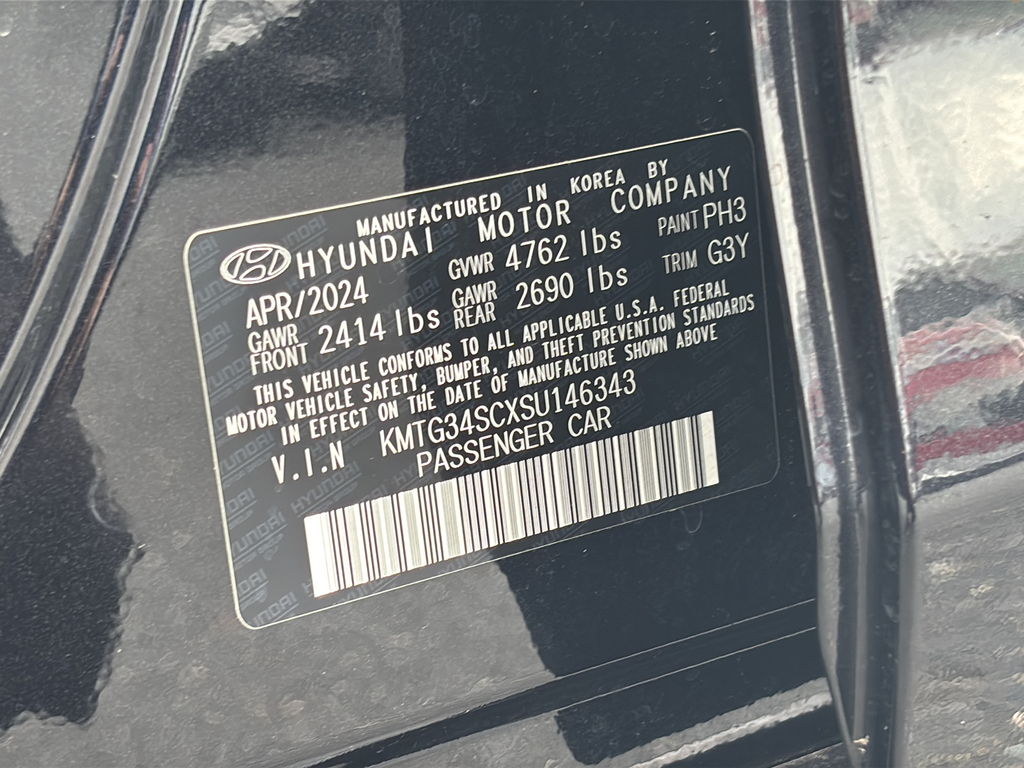 MANUFACTURED IN KOREA BY
HYUNDAI MOTOR COMPANY
APR/2024 GVWR 4762 lbs PAINT PH3
GAWR FRONT 2414 lbs GAWR REAR 2690 lbs TRIM G3Y
THIS VEHICLE CONFORMS TO ALL APPLICABLE U.S.A. FEDERAL
MOTOR VEHICLE SAFETY, BUMPER, AND THEFT PREVENTION STANDARDS
IN EFFECT ON THE DATE OF MANUFACTURE SHOWN ABOVE
V.I.N KMTG34SCXSU146343
PASSENGER CAR